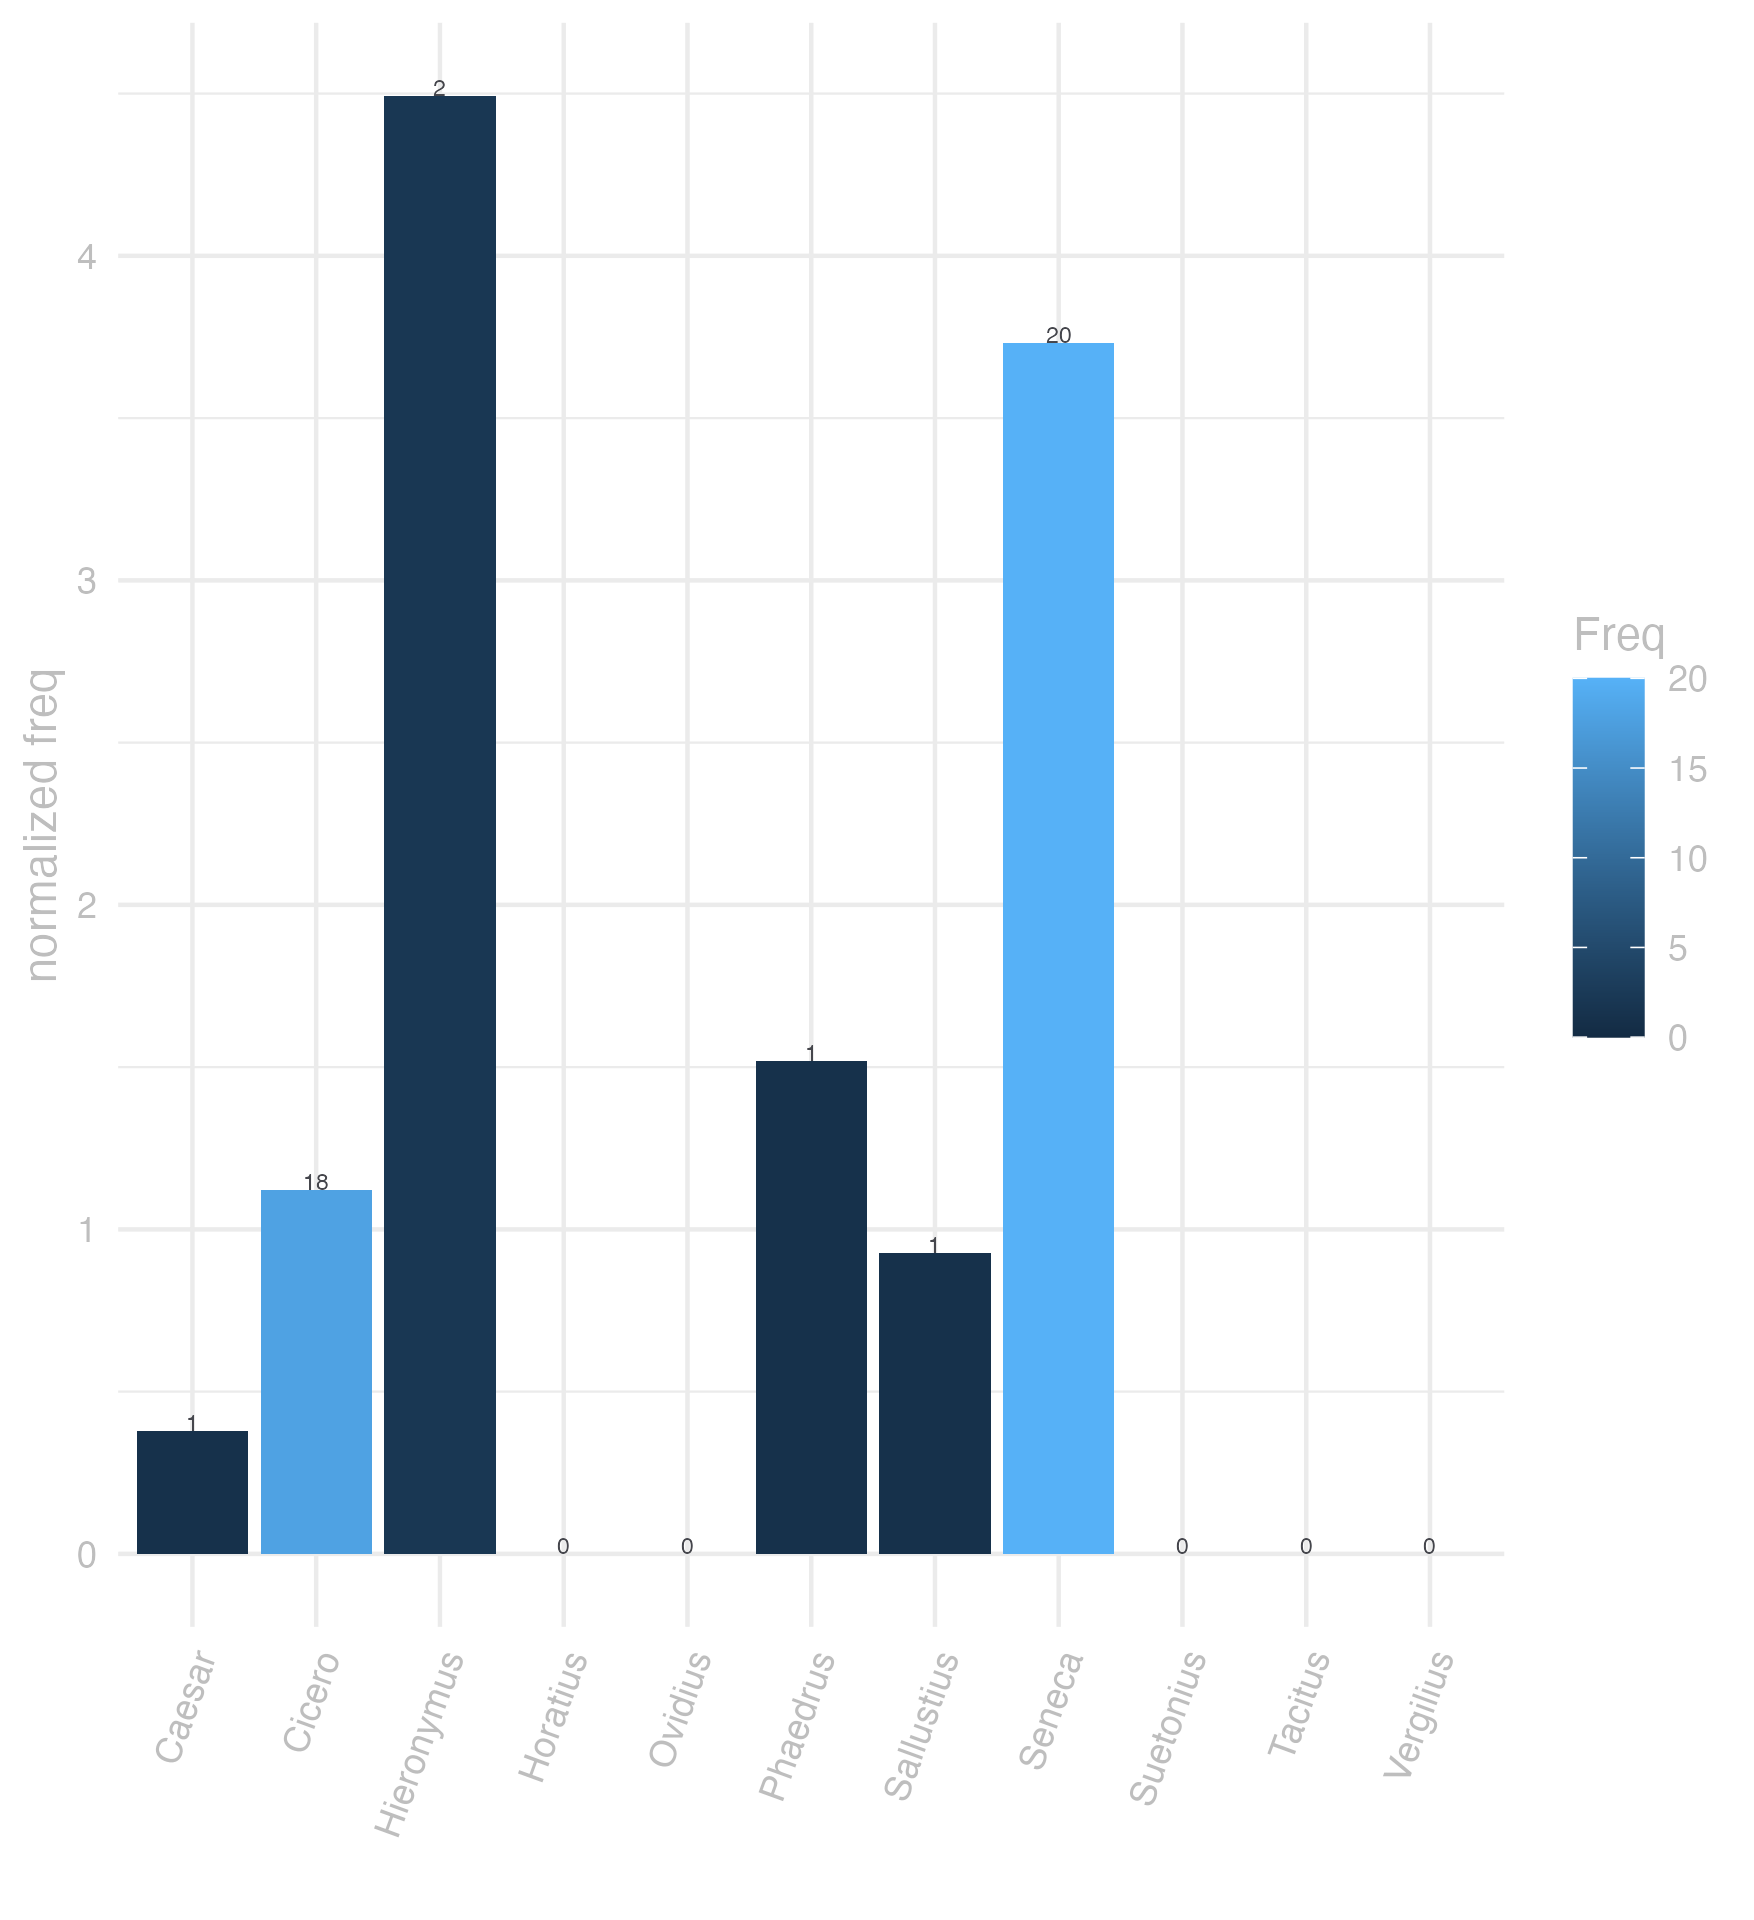 2
4
20
3
normalized freq
Freq
20
15
10
5
0
2
1
18
1
1
1
0
0
0
0
0
0
Caesar
Cicero
Hieronymus
Horatius
Ovidius
Phaedrus
Sallustius
Seneca
Suetonius
Tacitus
Vergilius